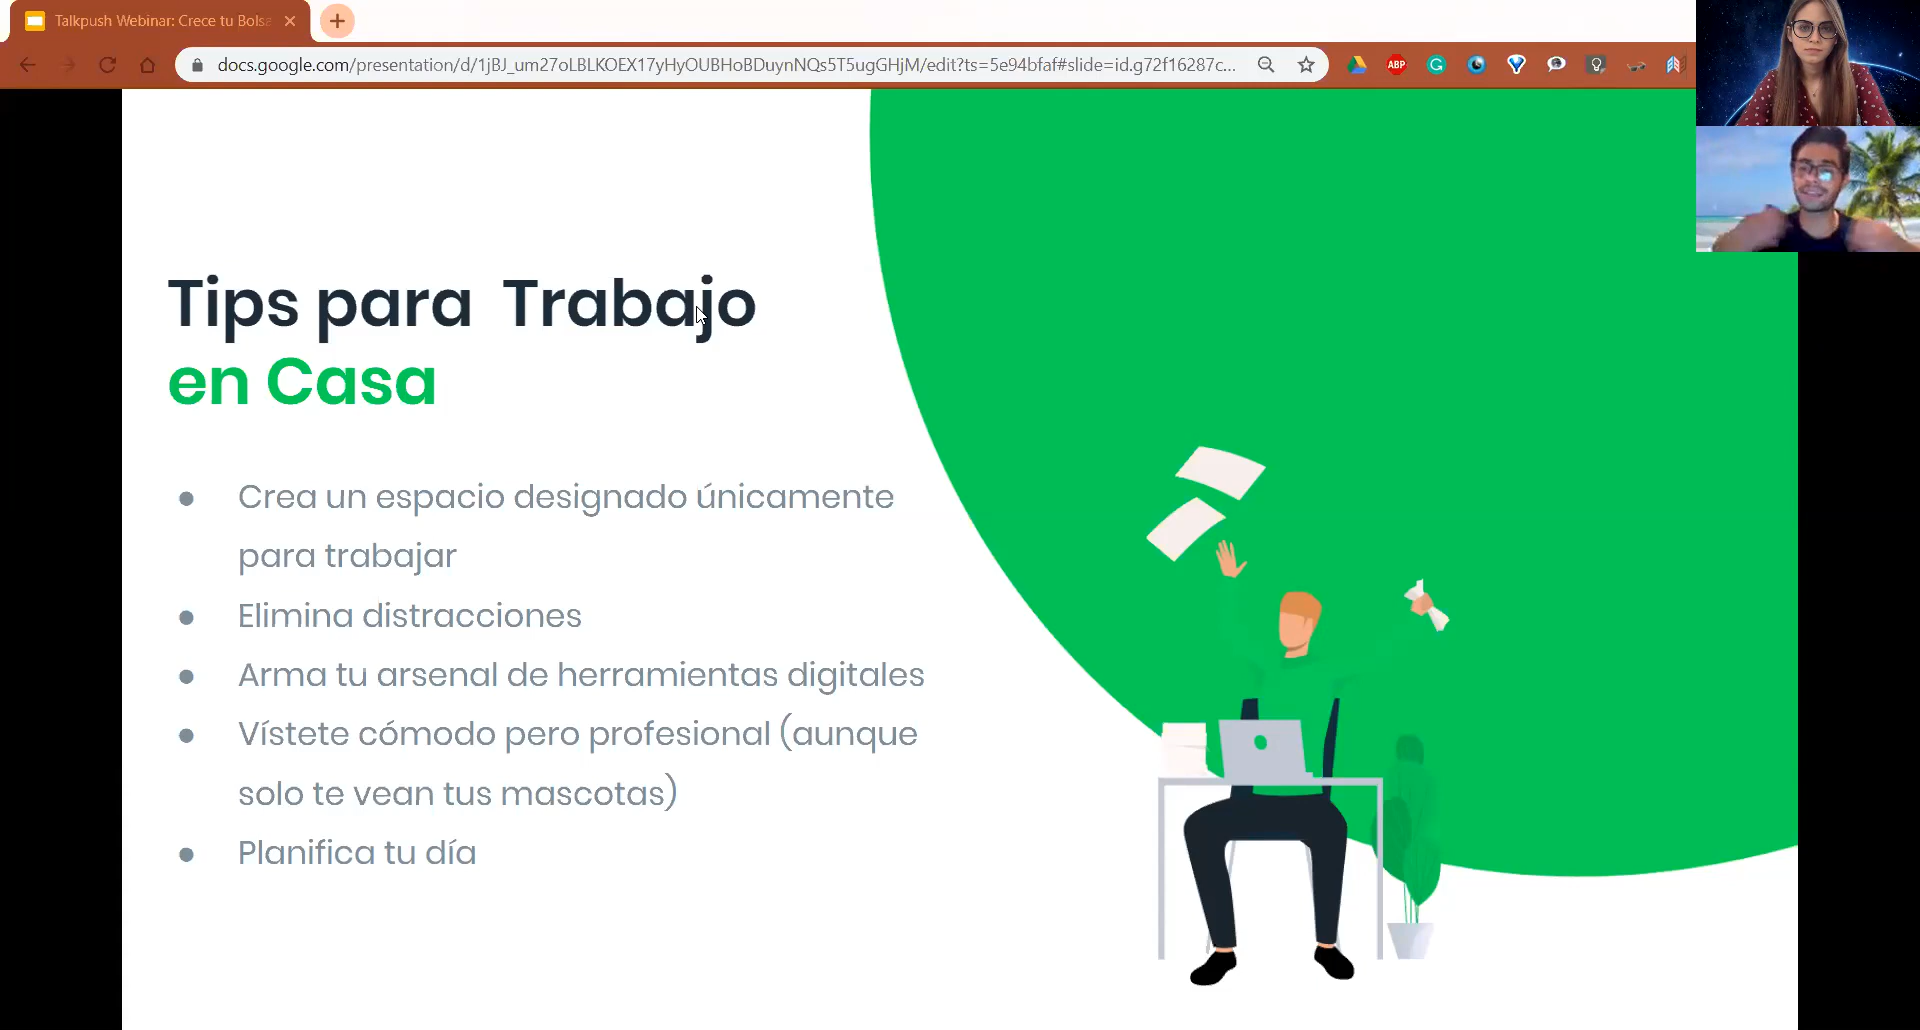 Talkpush Webinar: Crece tu Bolsa
docs.google.com/presentation/d/1jBJ_um27oLBLKOEX17yHyOUBHoBDuynNQs5T5ugGHjM/edit?ts=5e94bfaf#slide=id.g72f16287c...
ABP
Tips para Trabajo
en Casa
● Crea un espacio designado únicamente
para trabajar
● Elimina distracciones
● Arma tu arsenal de herramientas digitales
● Vístete cómodo pero profesional (aunque
solo te vean tus mascotas)
● Planifica tu día